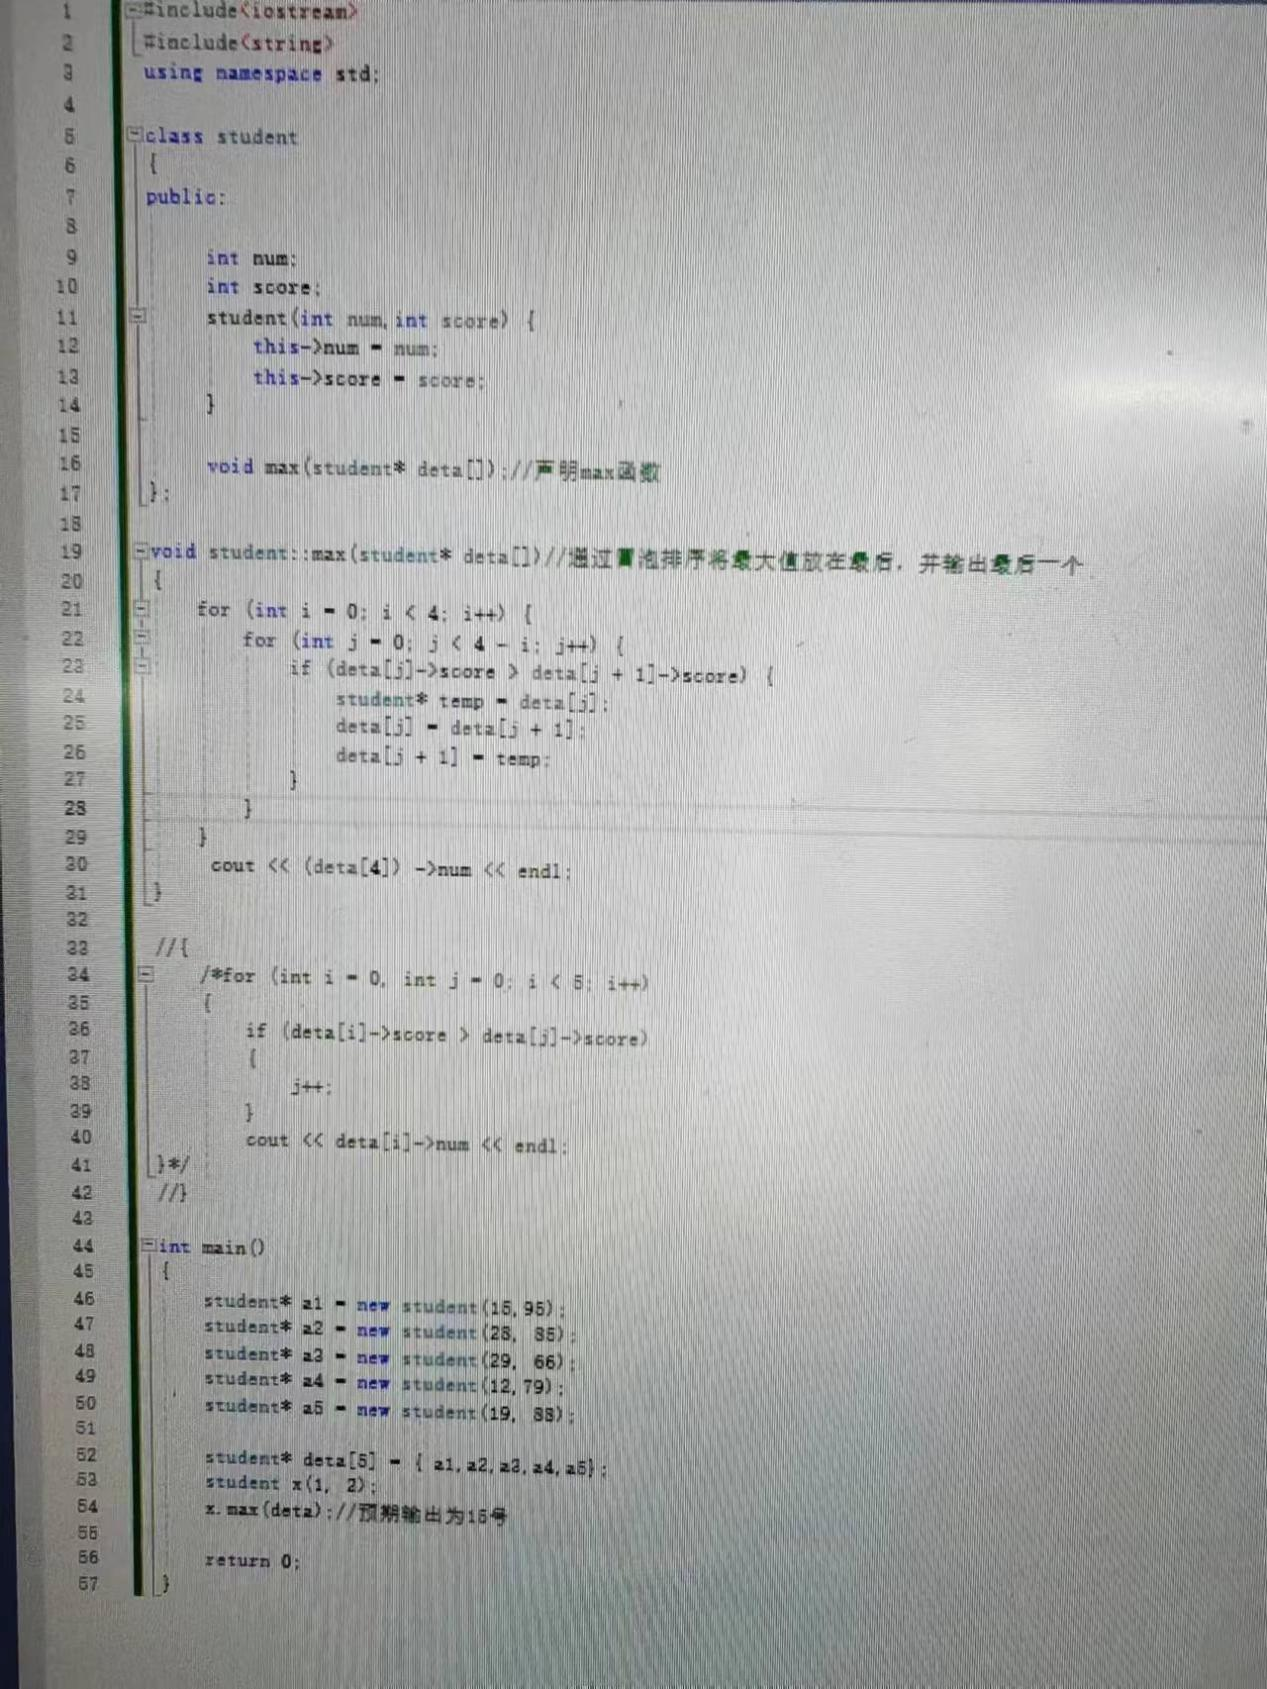 1 #include<iostream>
2 #include<string>
3 using namespace std;
4
5 class student
6 {
7 public:
8
9 int num;
10 int score;
11 student(int num,int score) {
12 this->num = num;
13 this->score = score;
14 }
15
16 void max(student* deta[]);//声明max函数
17 };
18
19 void student::max(student* deta[])//通过冒泡排序将最大值放在最后，并输出最后一个
20 {
21 for (int i = 0; i < 4; i++) {
22 for (int j = 0; j < 4 - i; j++) {
23 if (deta[j]->score > deta[j + 1]->score) {
24 student* temp = deta[j];
25 deta[j] = deta[j + 1];
26 deta[j + 1] = temp;
27 }
28 }
29 }
30 cout << (deta[4]) ->num << endl;
31 }
32
33 //{
34 /*for (int i = 0, int j = 0; i < 5; i++)
35 {
36 if (deta[i]->score > deta[j]->score)
37 {
38 j++;
39 }
40 cout << deta[i]->num << endl;
41 }*/
42 //}
43
44 int main()
45 {
46 student* a1 = new student(15,95);
47 student* a2 = new student(28, 85);
48 student* a3 = new student(29, 66);
49 student* a4 = new student(12,79);
50 student* a5 = new student(19, 88);
51
52 student* deta[5] = { a1,a2,a3,a4,a5};
53 student x(1, 2);
54 x.max(deta);//预期输出为15号
55
56 return 0;
57 }